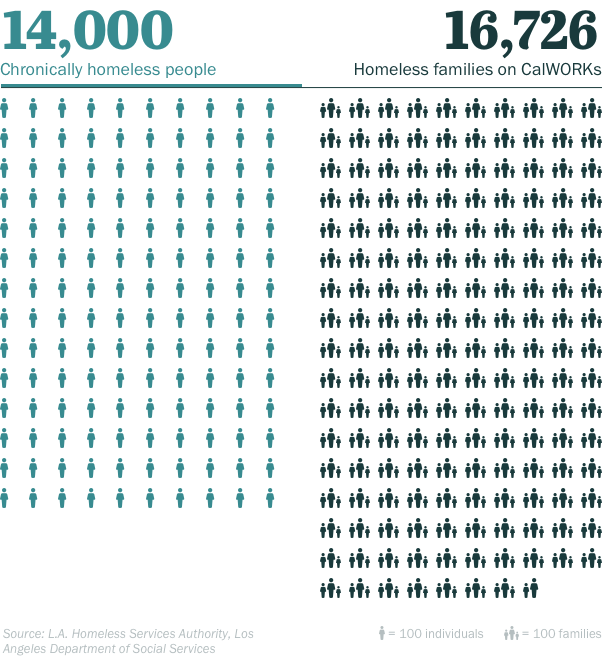 14,000
Chronically homeless people
16,726
Homeless families on CalWORKs
Source: L.A. Homeless Services Authority, Los
Angeles Department of Social Services
= 100 individuals
= 100 families